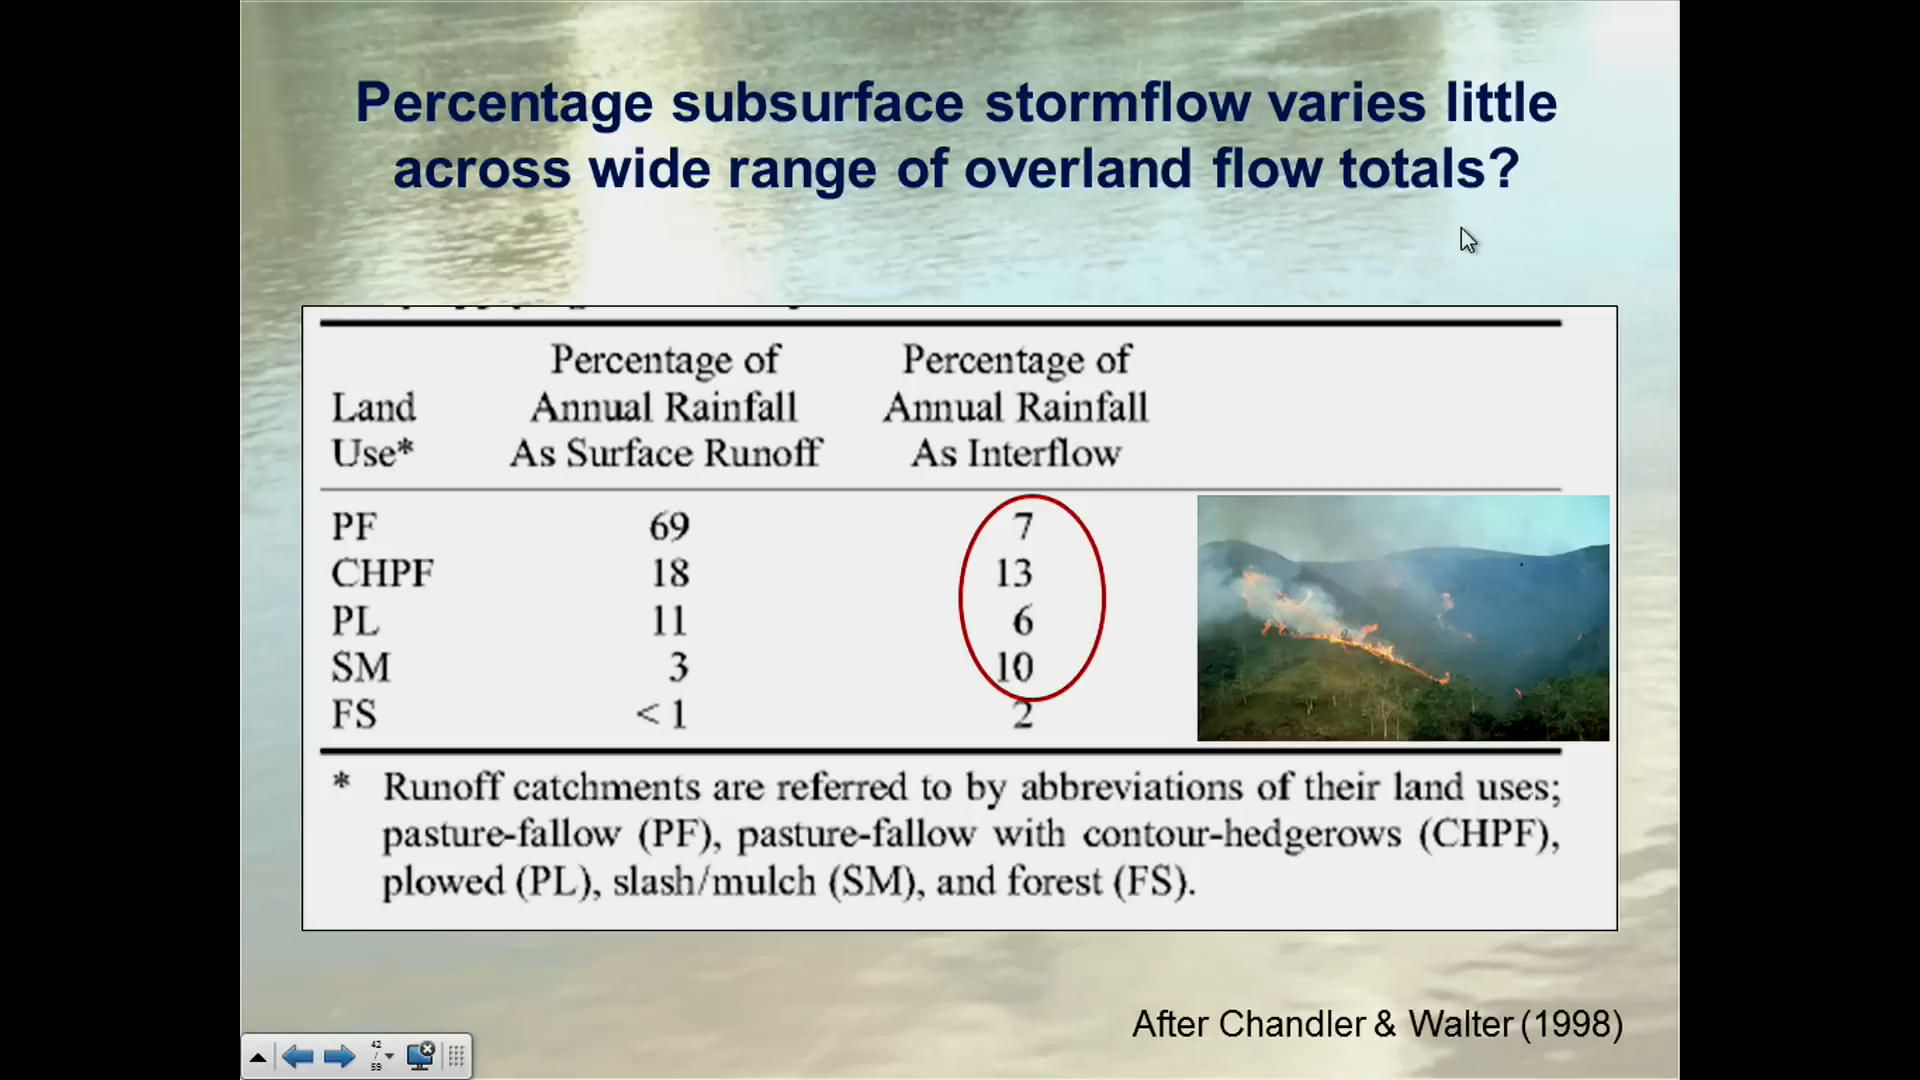 Percentage subsurface stormflow varies little
across wide range of overland flow totals?
Percentage of Percentage of
Land Annual Rainfall Annual Rainfall
Use* As Surface Runoff As Interflow
PF 69 7
CHPF 18 13
PL 11 6
SM 3 10
FS < 1 2
* Runoff catchments are referred to by abbreviations of their land uses;
pasture-fallow (PF), pasture-fallow with contour-hedgerows (CHPF),
plowed (PL), slash/mulch (SM), and forest (FS).
After Chandler & Walter (1998)
42
/
59